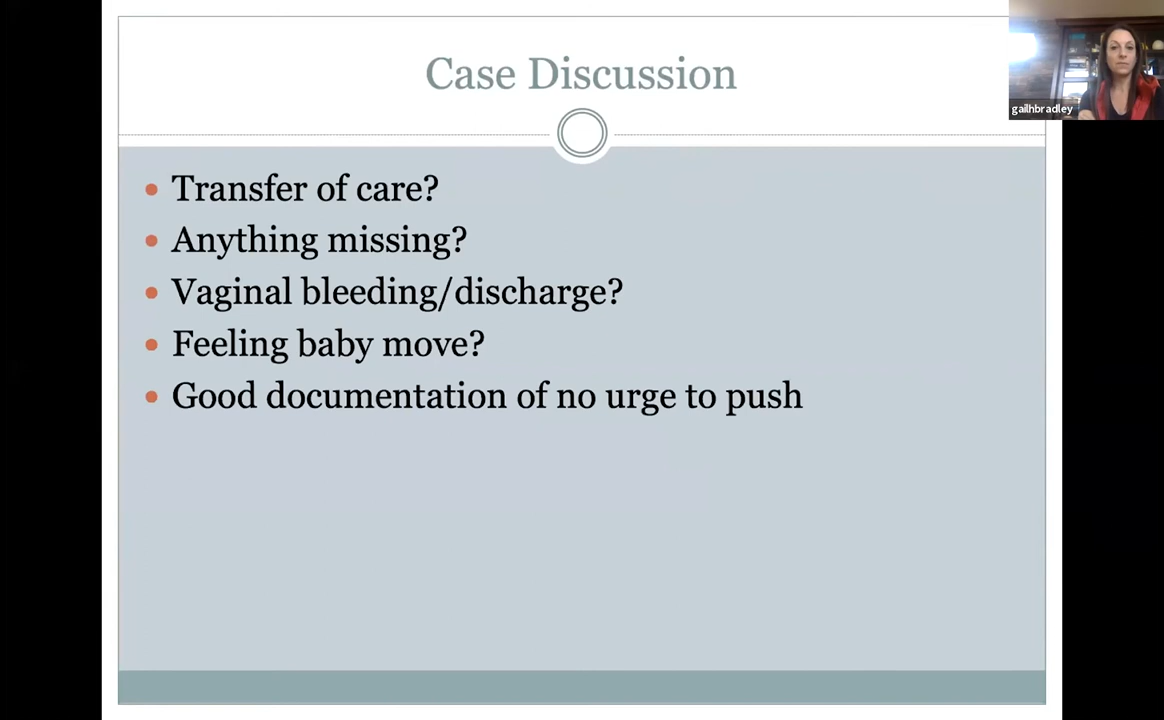 Case Discussion
gailhbradley
Transfer of care?
Anything missing?
Vaginal bleeding/discharge?
Feeling baby move?
Good documentation of no urge to push